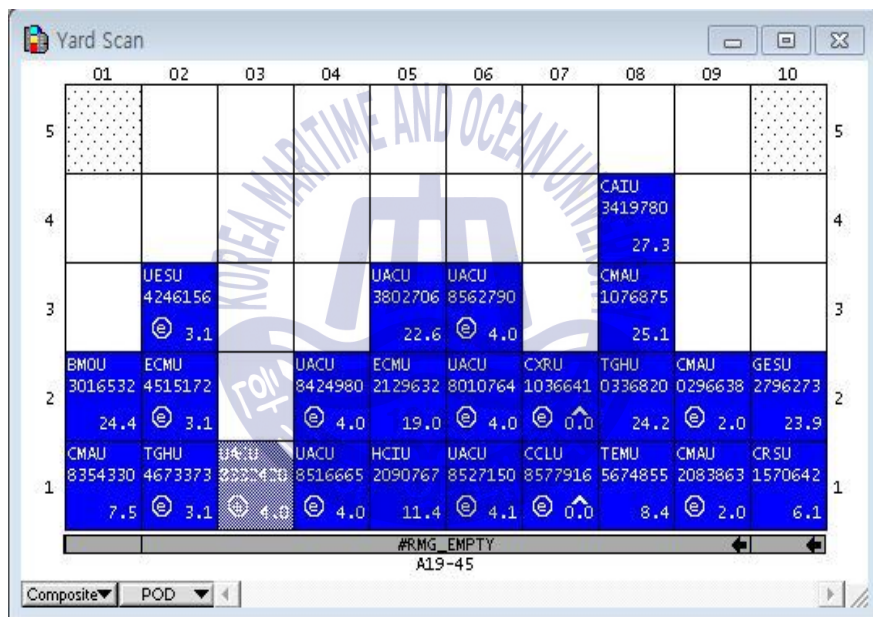 Yard Scan
01 02 03 04 05 06 07 08 09 10
5 5
KOREA MARITIME AND OCEAN UNIVERSITY
CAIU
3419780
4 27.3 4
UESU UACU UACU CMAU
4246156 3802706 8562790 1076875
3 e 3.1 22.6 e 4.0 25.1 3
BMOU ECMU UACU ECMU UACU CXRU TGHU CMAU GESU
3016532 4515172 8424980 2129632 8010764 1036641 0336820 0296638 2796273
2 24.4 e 3.1 e 4.0 19.0 e 4.0 e 0.0 24.2 e 2.0 23.9 2
CMAU TGHU UACU HCIU UACU CCLU TEMU CMAU CRSU
8354330 4673373 8516665 2090767 8527150 8577916 5674855 2083863 1570642
1 7.5 e 3.1 4.0 e 4.0 11.4 e 4.1 e 0.0 8.4 e 2.0 6.1 1
#RMG_EMPTY
A19-45
Composite POD